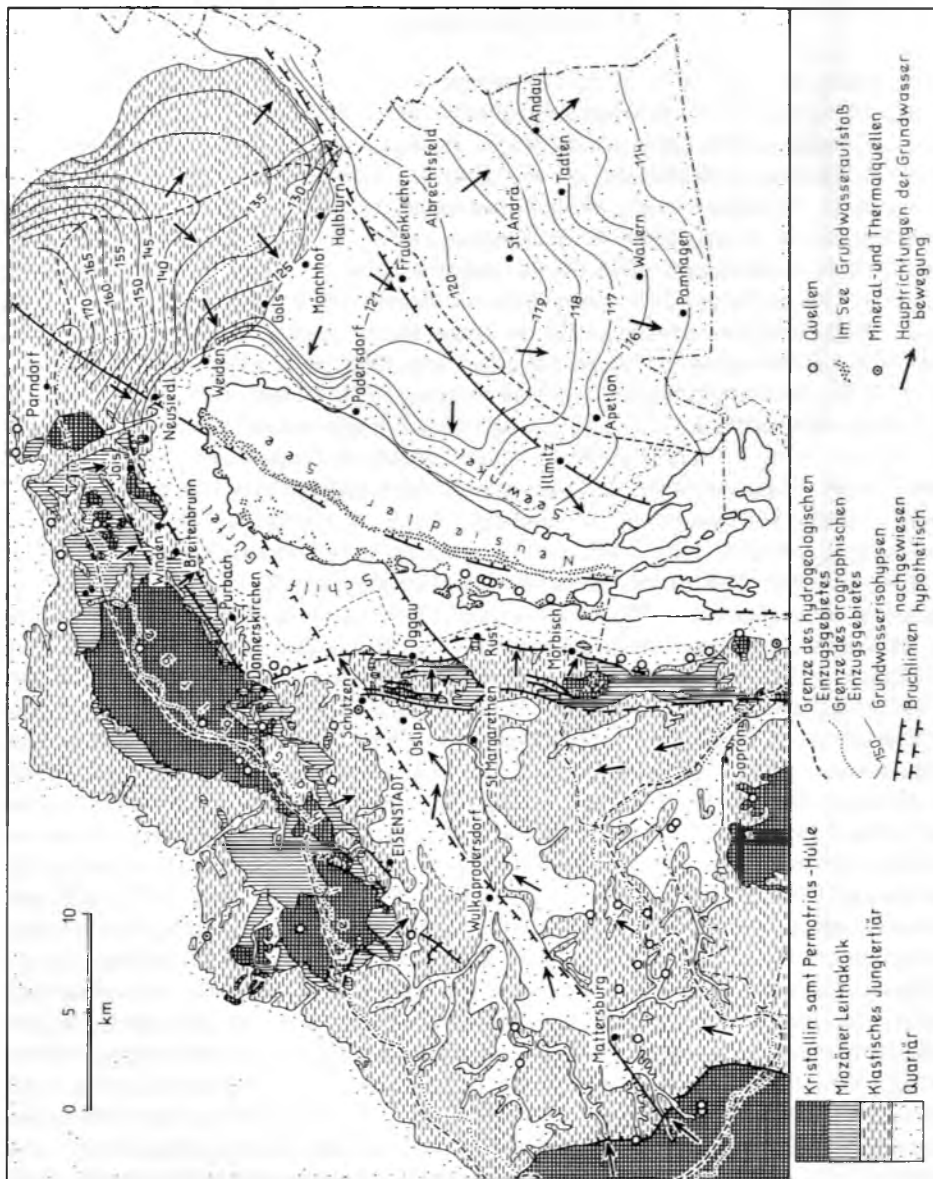 0 5 10
km
Parndorf
170
165
160
155
150
145
140
135
130
125
Neusiedl
Weiden
Gols
Mönchhof
Halbturn
Jois
Winden
Breitenbrunn
Purbach
Donnerskirchen
Schilf Gürtel
Neusiedler See
Seewinkel
Podersdorf
Frauenkirchen
Albrechtsfeld
St. Andrä
Andau
Tadten
Wallern
Pamhagen
Apetlon
Illmitz
121
120
119
118
117
116
114
Schützen
Oggau
Oslip
Rust
St. Margarethen
Mörbisch
EISENSTADT
Wulkaprodersdorf
Mattersburg
Sopron
Kristallin samt Permotrias-Hülle
Miozäner Leithakalk
Klastisches Jungtertiär
Quartär
Grenze des hydrogeologischen
Einzugsgebietes
Grenze des orographischen
Einzugsgebietes
150
Grundwasserisohypsen
Bruchlinien nachgewiesen
hypothetisch
Quellen
Im See Grundwasseraufstoß
Mineral-und Thermalquellen
Hauptrichtungen der Grundwasser
bewegung